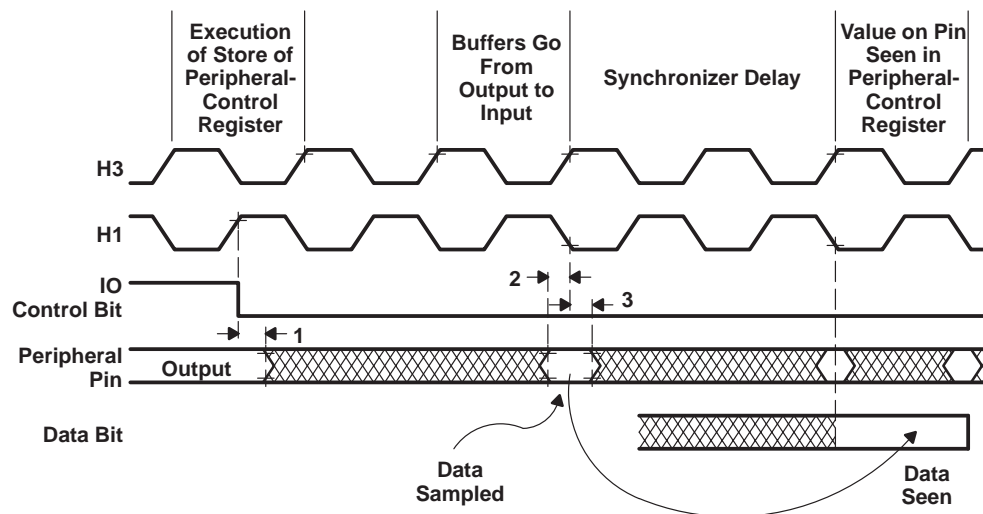 Execution
of Store of
Peripheral-
Control
Register
Buffers Go
From
Output to
Input
Synchronizer Delay
Value on Pin
Seen in
Peripheral-
Control
Register
H3
H1
IO
Control Bit
2
3
1
Peripheral
Pin
Output
Data Bit
Data
Sampled
Data
Seen